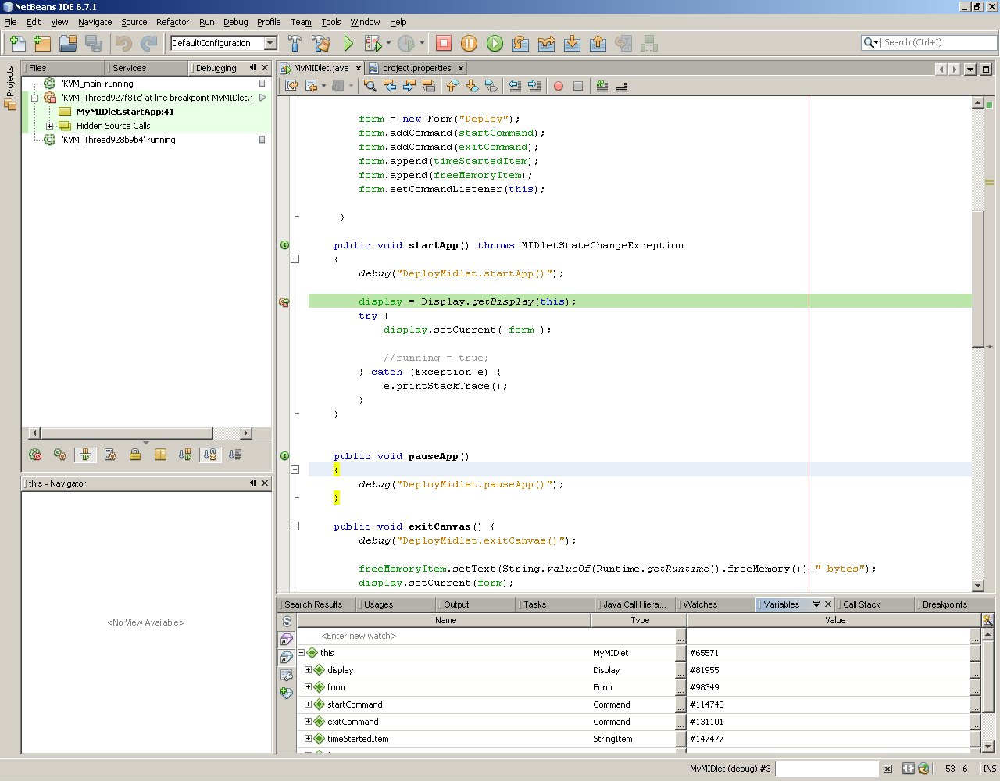 NetBeans IDE 6.7.1
File Edit View Navigate Source Refactor Run Debug Profile Team Tools Window Help
DefaultConfiguration
Search (Ctrl+I)
Projects
Files Services Debugging
'KVM_main' running
'KVM_Thread927f81c' at line breakpoint MyMIDlet.j
MyMIDlet.startApp:41
Hidden Source Calls
'KVM_Thread928b9b4' running
this - Navigator
<No View Available>
MyMIDlet.java project.properties
form = new Form("Deploy");
form.addCommand(startCommand);
form.addCommand(exitCommand);
form.append(timeStartedItem);
form.append(freeMemoryItem);
form.setCommandListener(this);
}
public void startApp() throws MIDletStateChangeException
{
debug("DeployMidlet.startApp()");
display = Display.getDisplay(this);
try {
display.setCurrent( form );
//running = true;
} catch (Exception e) {
e.printStackTrace();
}
}
public void pauseApp()
{
debug("DeployMidlet.pauseApp()");
}
public void exitCanvas() {
debug("DeployMidlet.exitCanvas()");
freeMemoryItem.setText(String.valueOf(Runtime.getRuntime().freeMemory())+" bytes");
display.setCurrent(form);
Search Results Usages Output Tasks Java Call Hiera... Watches Variables Call Stack Breakpoints
Name Type Value
<Enter new watch> ... ...
this MyMIDlet ... #65571 ...
display Display ... #81955 ...
form Form ... #98349 ...
startCommand Command ... #114745 ...
exitCommand Command ... #131101 ...
timeStartedItem StringItem ... #147477 ...
MyMIDlet (debug) #3 53 | 6 INS